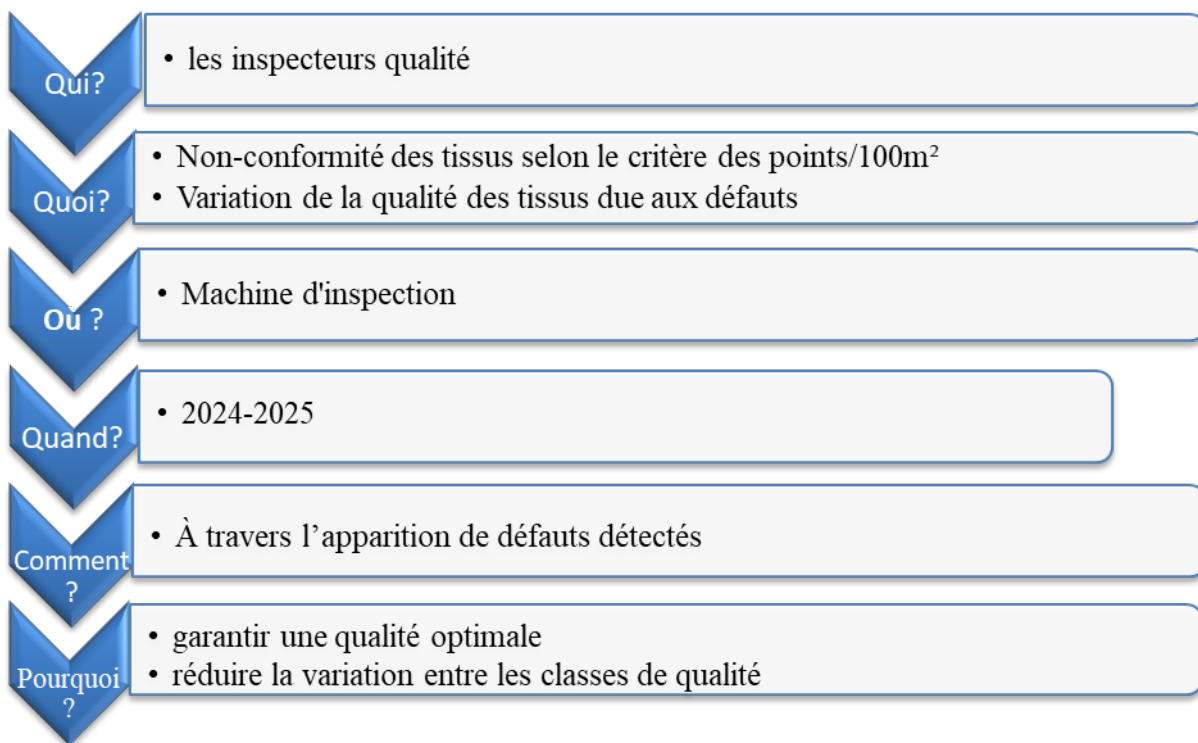 Qui?
• les inspecteurs qualité
Quoi?
• Non-conformité des tissus selon le critère des points/100m²
• Variation de la qualité des tissus due aux défauts
Où ?
• Machine d'inspection
Quand?
• 2024-2025
Comment
?
• À travers l’apparition de défauts détectés
Pourquoi
?
• garantir une qualité optimale
• réduire la variation entre les classes de qualité